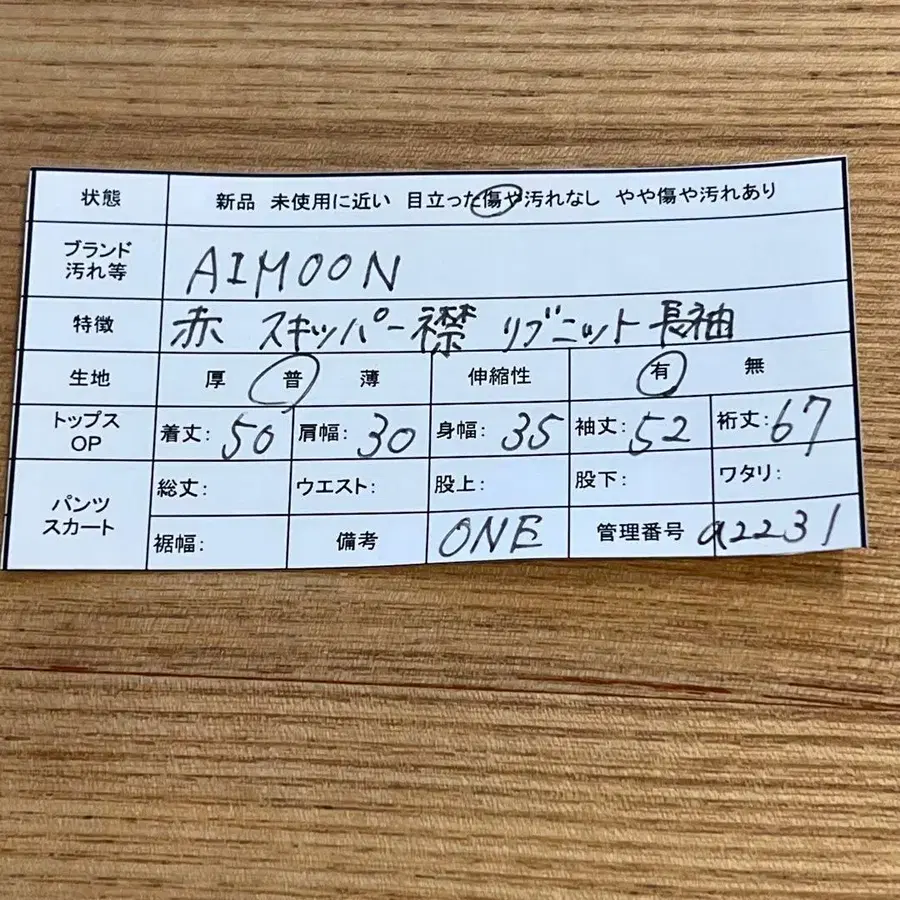 状態 新品 未使用に近い 目立った傷や汚れなし やや傷や汚れあり
ブランド 汚れ等 AIMOON
特徴 赤 スキッパー襟 リブニット 長袖
生地 厚 普 薄 伸縮性 有 無
トップス OP 着丈: 50 肩幅: 30 身幅: 35 袖丈: 52 裄丈: 67
パンツ スカート 総丈: ウエスト: 股上: 股下: ワタリ:
裾幅: 備考 ONE 管理番号 a2231